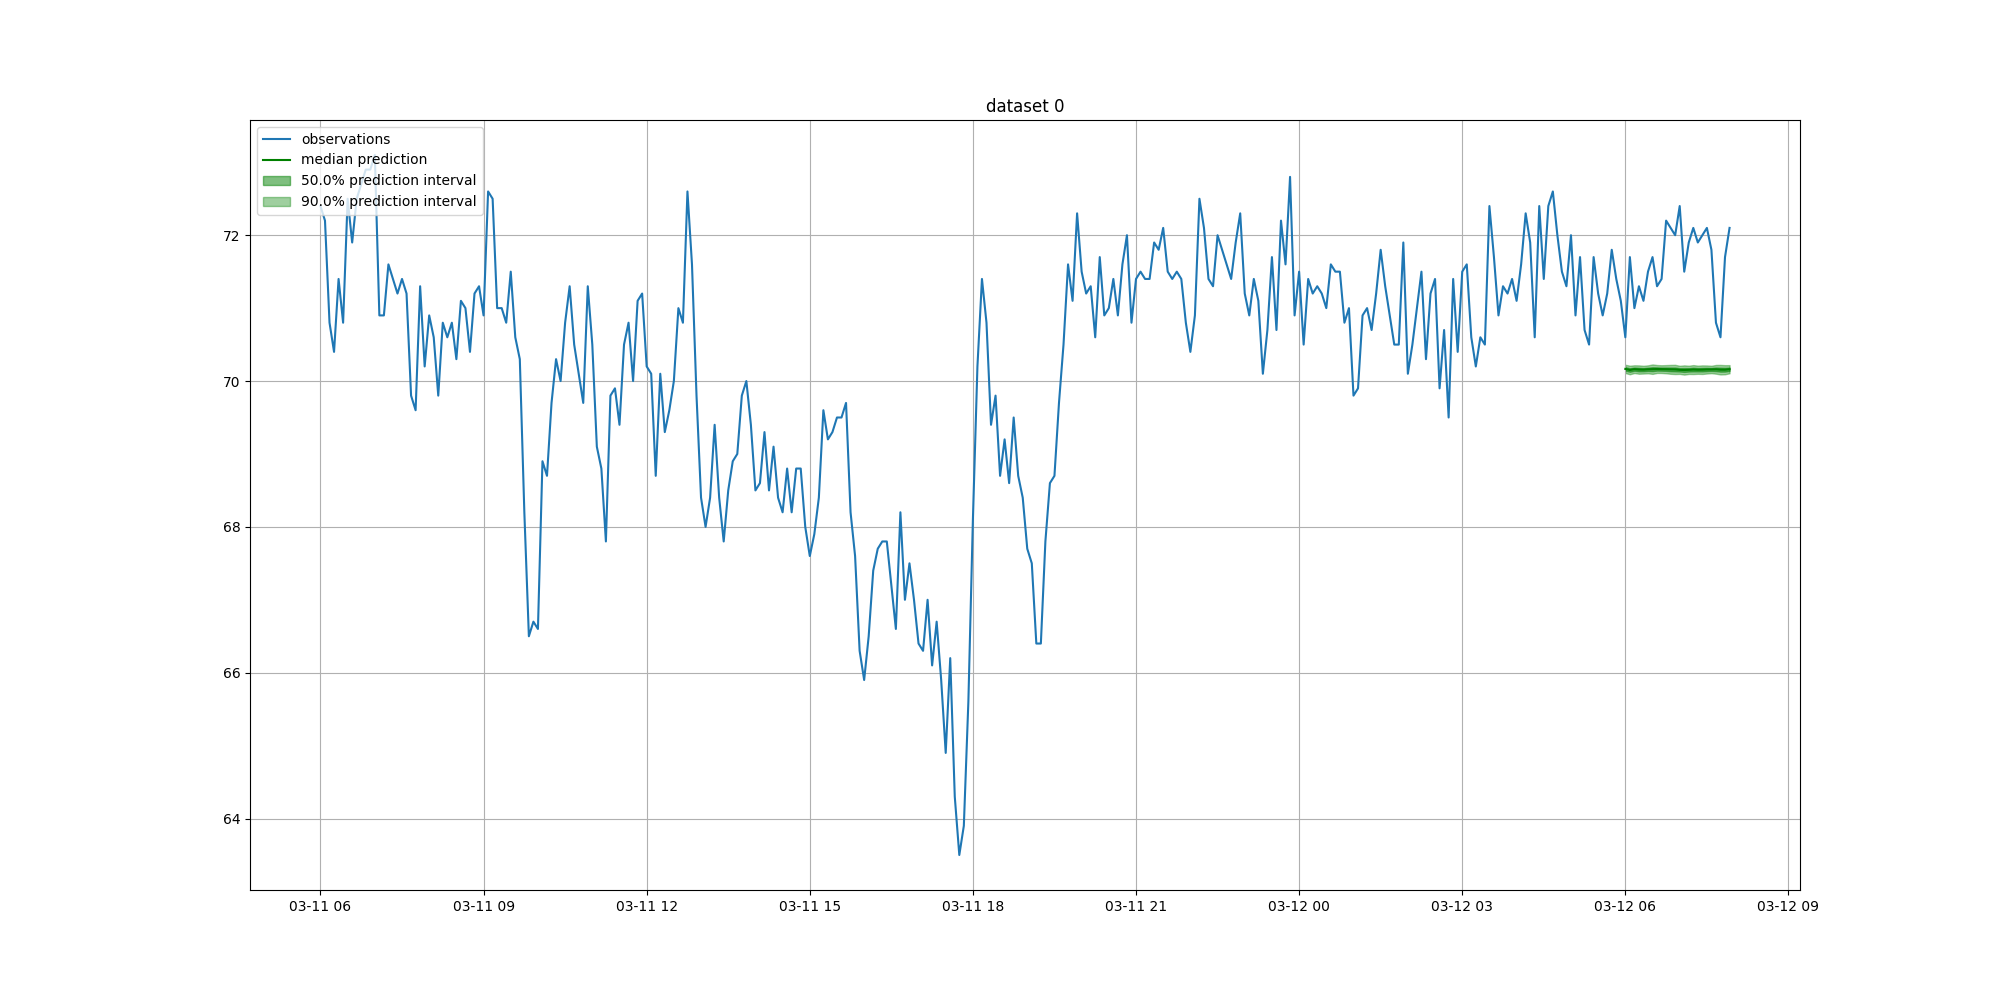 dataset 0
observations
median prediction
50.0% prediction interval
90.0% prediction interval
72
70
68
66
64
03-11 06 03-11 09 03-11 12 03-11 15 03-11 18 03-11 21 03-12 00 03-12 03 03-12 06 03-12 09